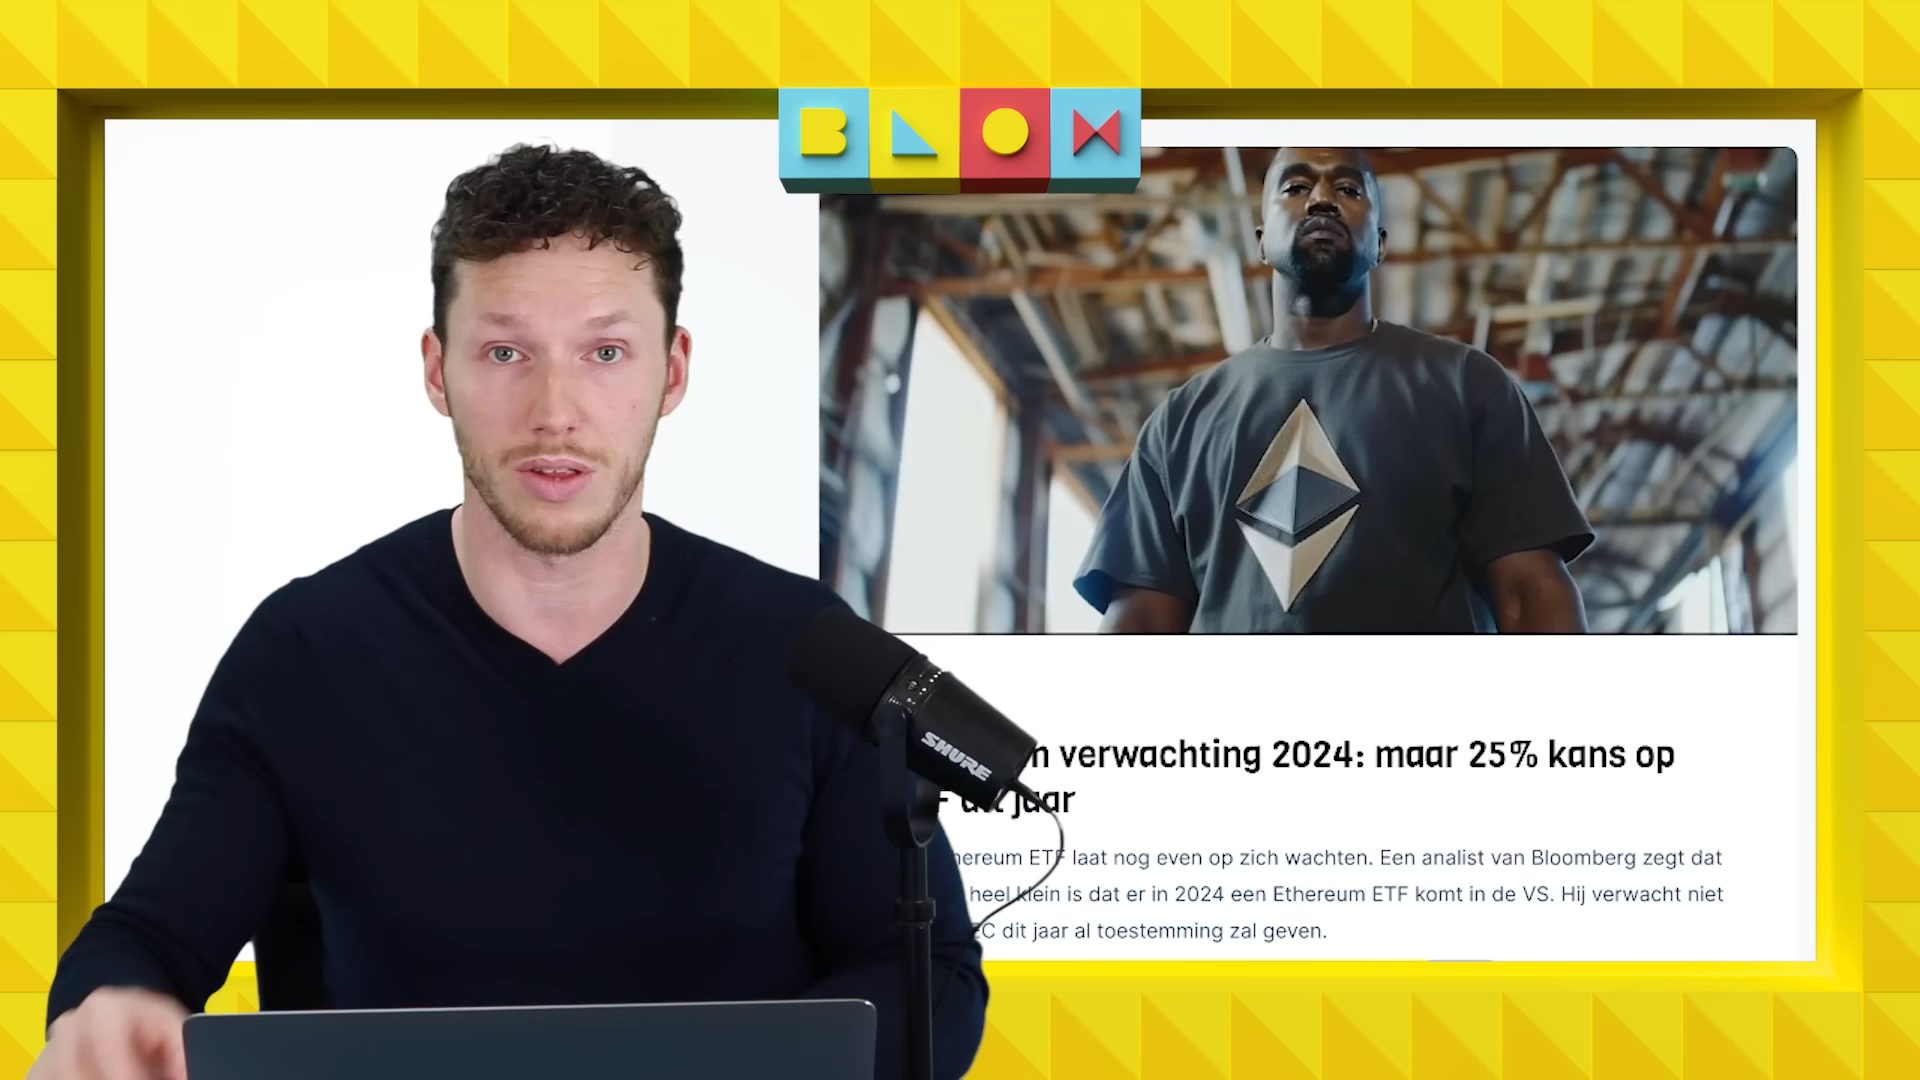 BLOX
SHURE
verwachting 2024: maar 25% kans op
jaar
ETF laat nog even op zich wachten. Een analist van Bloomberg zegt dat
heel klein is dat er in 2024 een Ethereum ETF komt in de VS. Hij verwacht niet
dit jaar al toestemming zal geven.